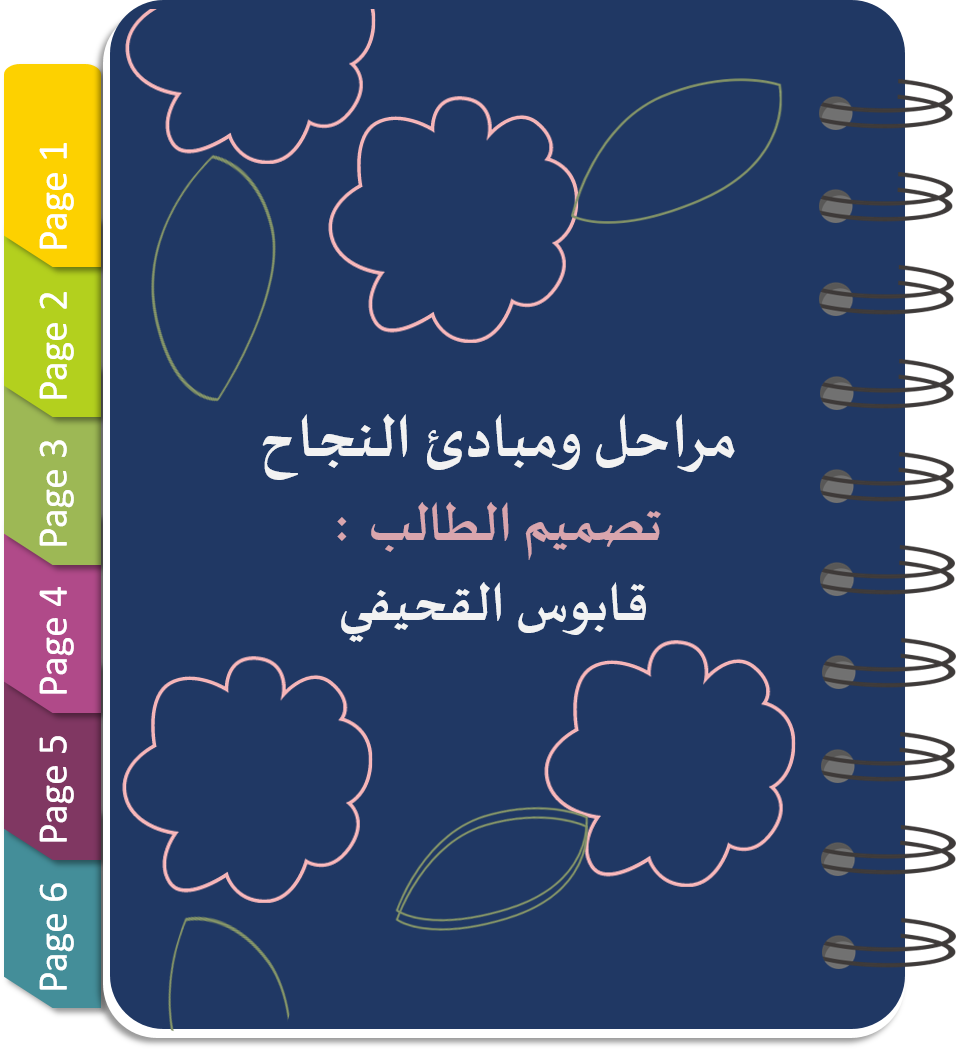 مراحل ومبادئ النجاح
تصميم الطالب :
قابوس القحيفي
Page 1
Page 2
Page 3
Page 4
Page 5
Page 6